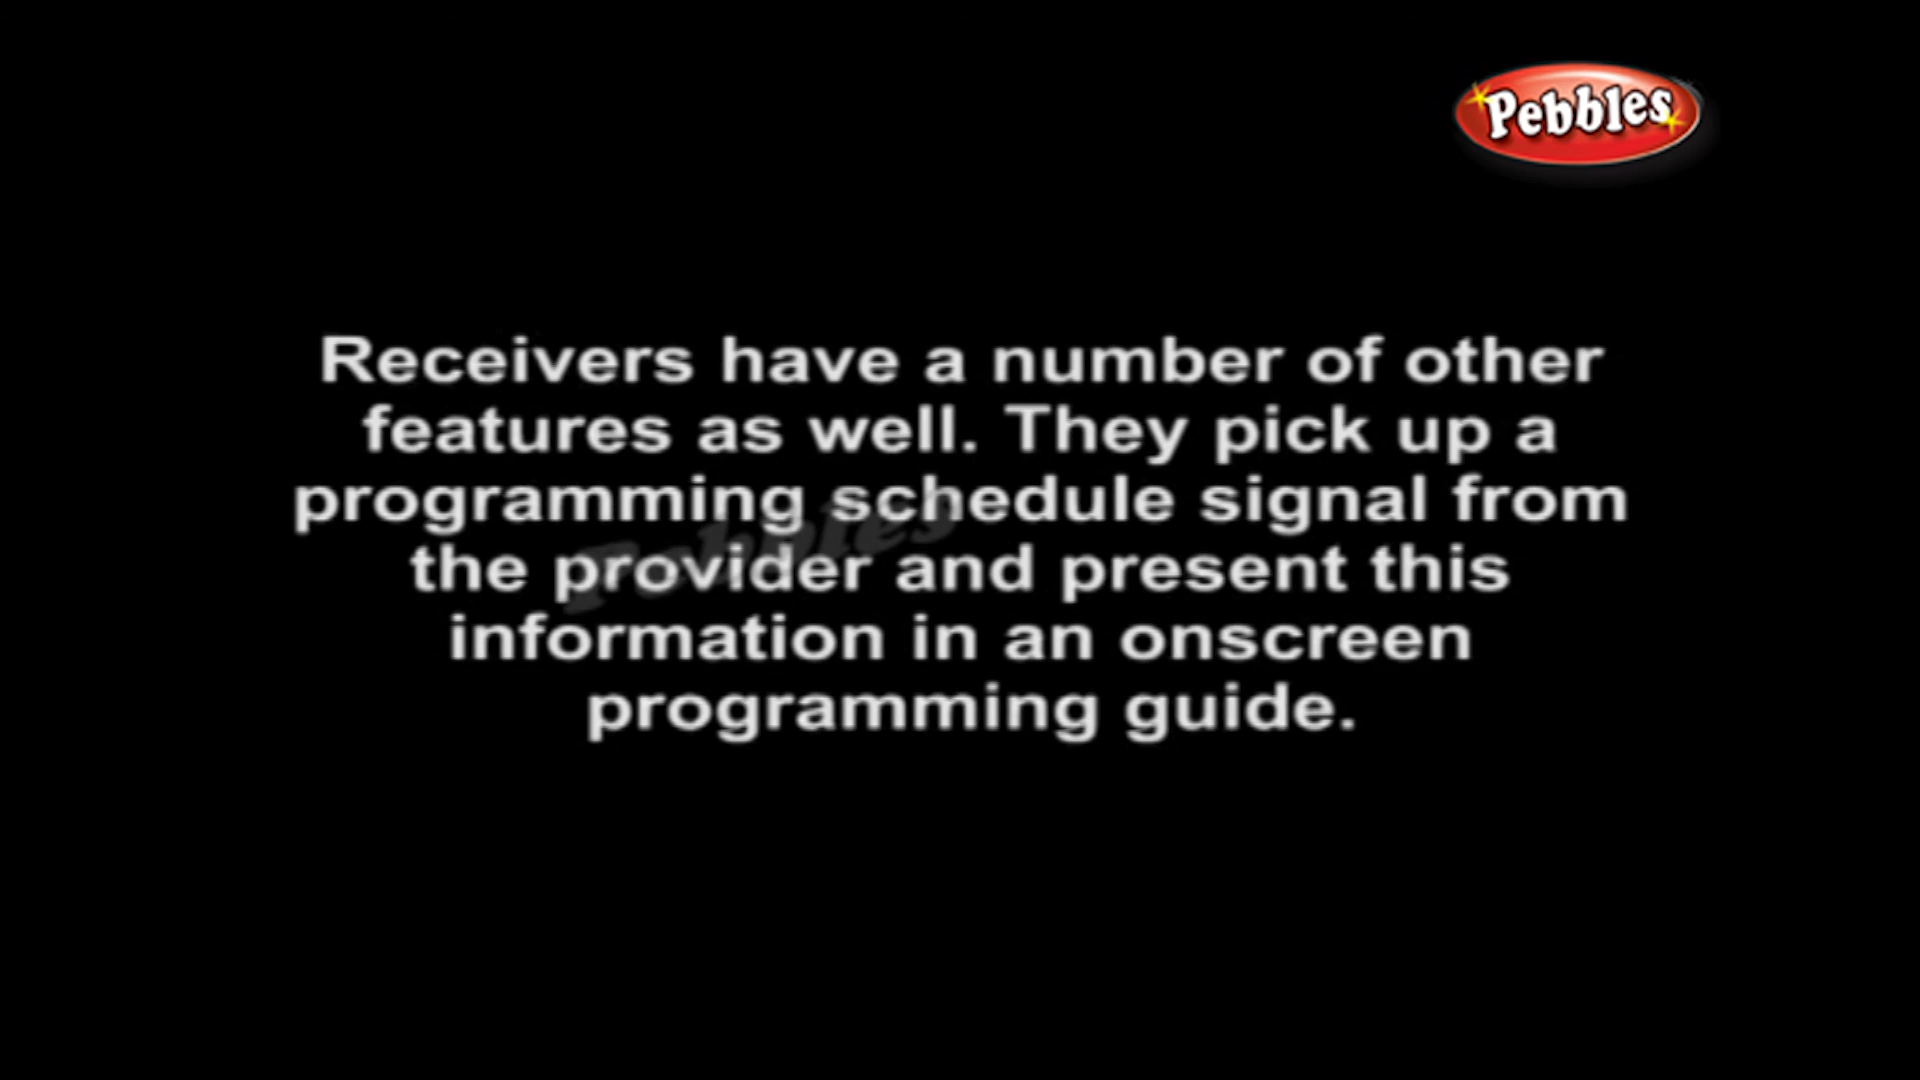 Pebbles
Receivers have a number of other
features as well. They pick up a
programming schedule signal from
the provider and present this
information in an onscreen
programming guide.
Pebbles